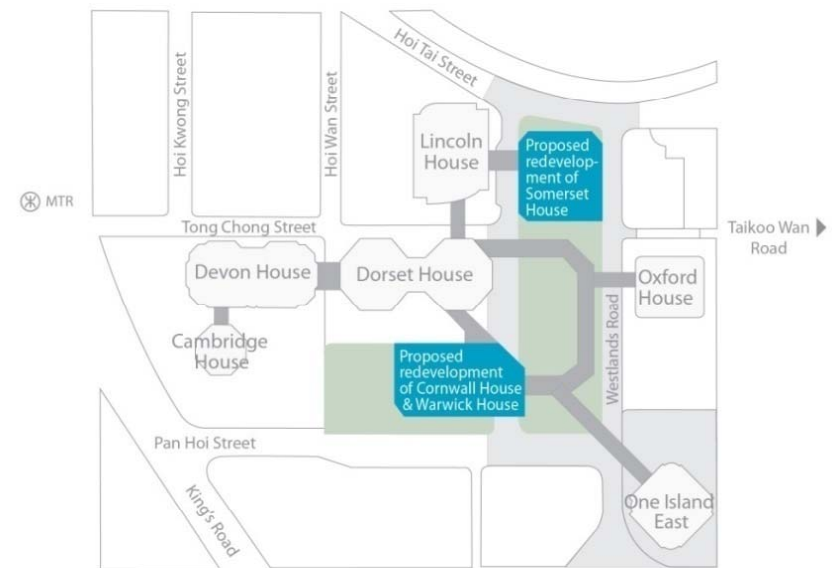 Hoi Kwong Street
Hoi Wan Street
Hoi Tai Street
Lincoln
House
Proposed
redevelop-
ment of
Somerset
House
MTR
Tong Chong Street
Taikoo Wan
Road
Devon House
Dorset House
Oxford
House
Cambridge
House
Westlands Road
Proposed
redevelopment
of Cornwall House
& Warwick House
Pan Hoi Street
King's Road
One Island
East